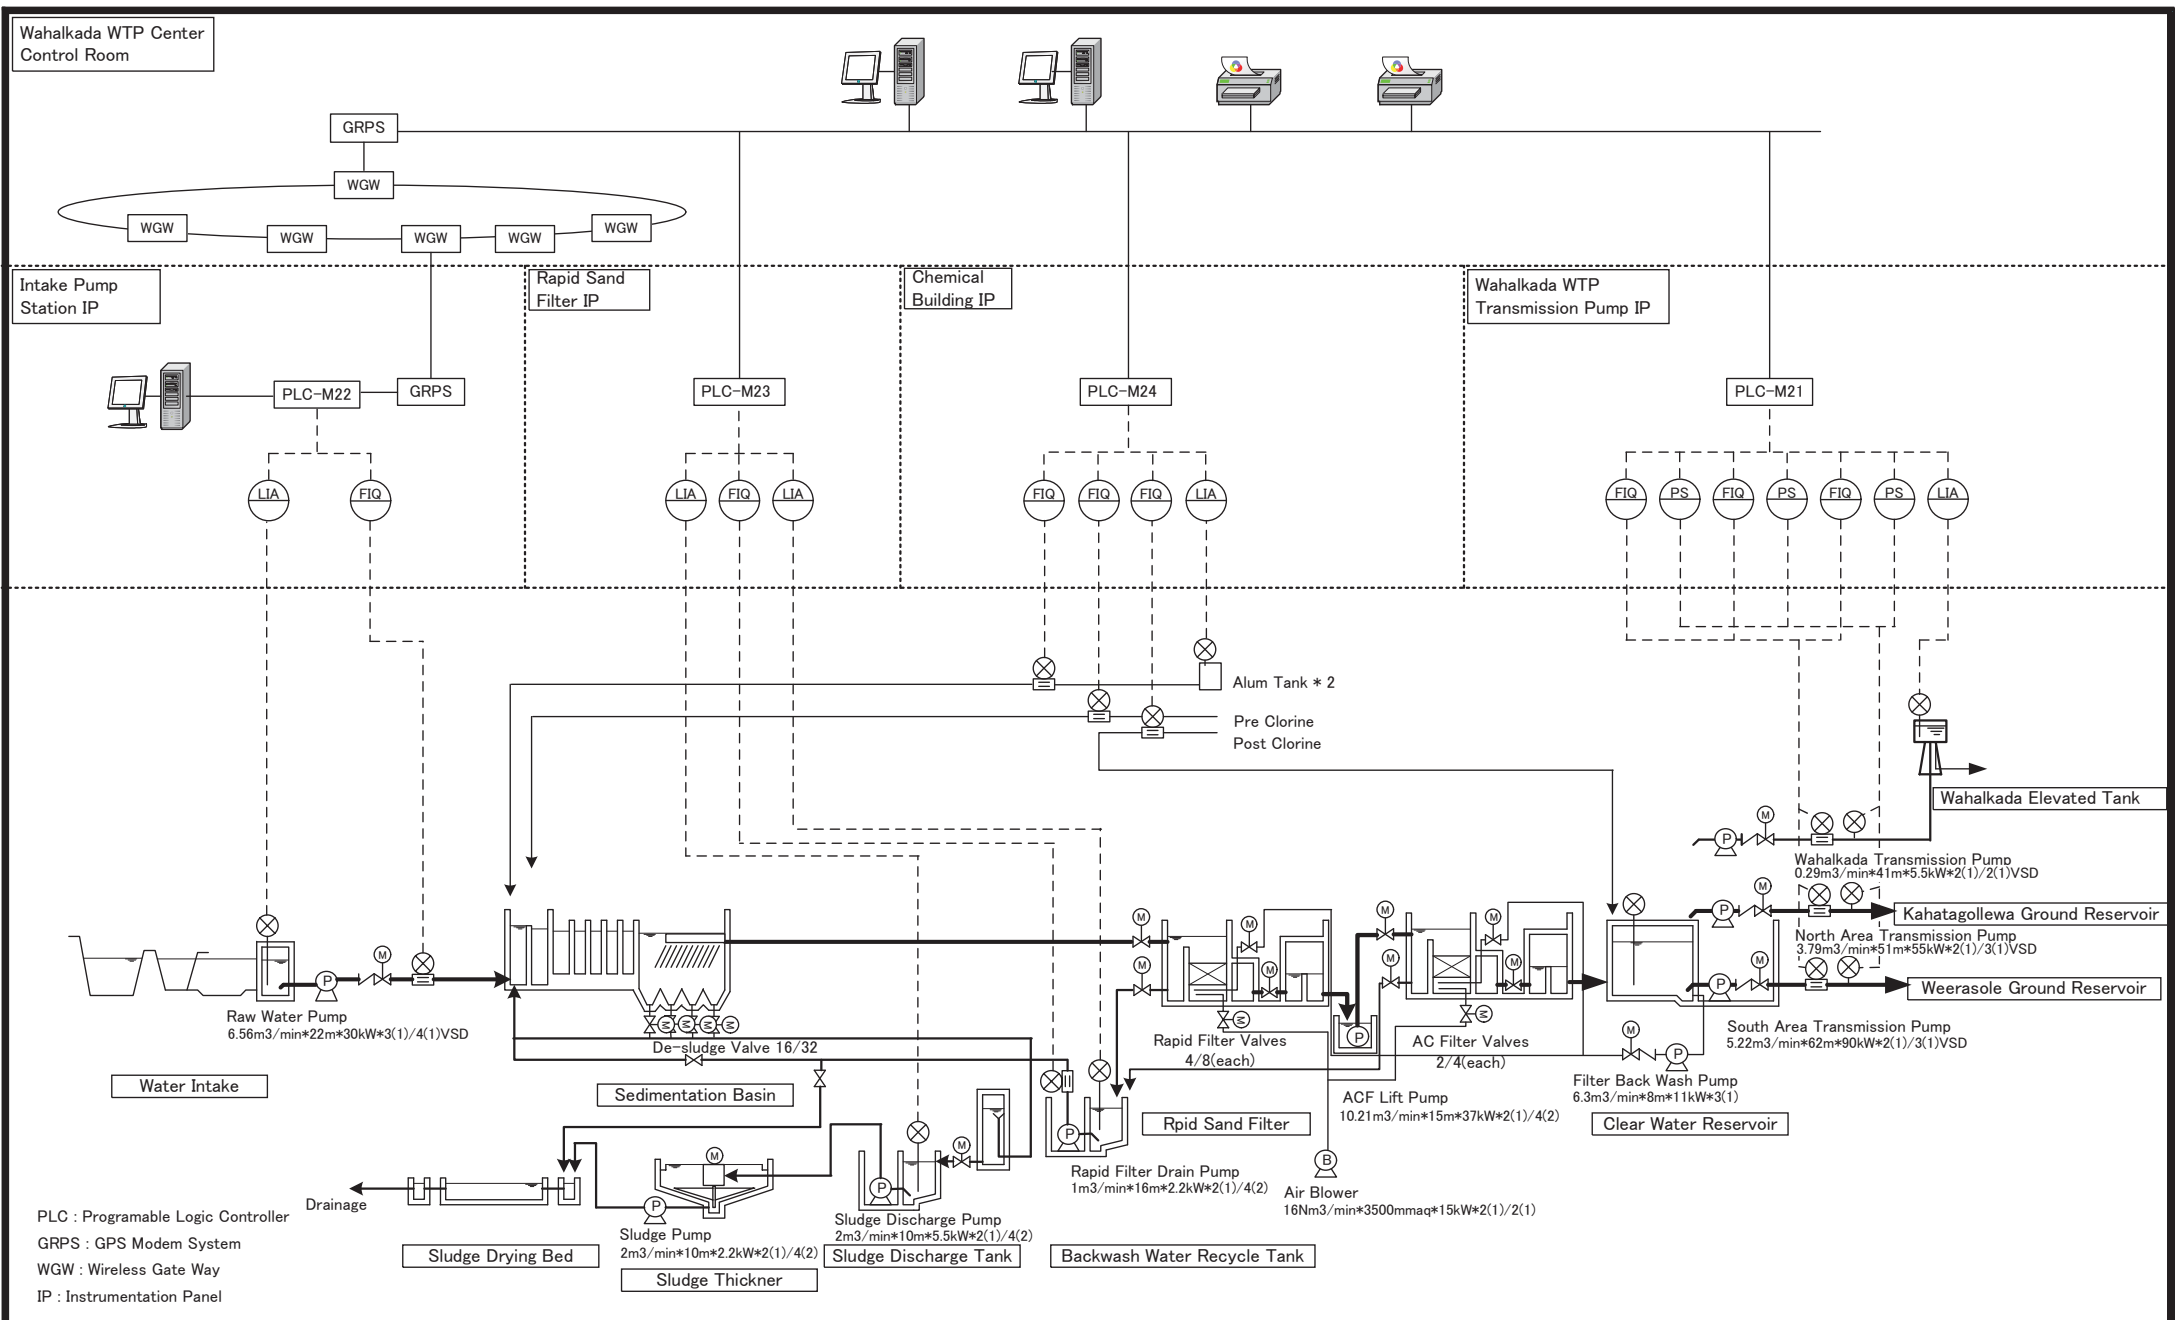 Wahalkada WTP Center
Control Room
GRPS
WGW
WGW
WGW
WGW
WGW
WGW
Intake Pump
Station IP
Rapid Sand
Filter IP
Chemical
Building IP
Wahalkada WTP
Transmission Pump IP
PLC-M22
GRPS
PLC-M23
PLC-M24
PLC-M21
LIA
FIQ
LIA
FIQ
LIA
FIQ
FIQ
FIQ
LIA
FIQ
PS
FIQ
PS
FIQ
PS
LIA
Alum Tank * 2
Pre Clorine
Post Clorine
Wahalkada Elevated Tank
M
P
Wahalkada Transmission Pump
0.29m3/min*41m*5.5kW*2(1)/2(1)VSD
M
P
Kahatagollewa Ground Reservoir
North Area Transmission Pump
3.79m3/min*51m*55kW*2(1)/3(1)VSD
M
P
Weerasole Ground Reservoir
South Area Transmission Pump
5.22m3/min*62m*90kW*2(1)/3(1)VSD
M
P
Raw Water Pump
6.56m3/min*22m*30kW*3(1)/4(1)VSD
Water Intake
M
M
M
M
De-sludge Valve 16/32
Sedimentation Basin
M
M
M
M
M
Rapid Filter Valves
4/8(each)
Rpid Sand Filter
P
M
M
M
M
M
AC Filter Valves
2/4(each)
ACF Lift Pump
10.21m3/min*15m*37kW*2(1)/4(2)
M
P
Filter Back Wash Pump
6.3m3/min*8m*11kW*3(1)
Clear Water Reservoir
B
Air Blower
16Nm3/min*3500mmaq*15kW*2(1)/2(1)
P
Rapid Filter Drain Pump
1m3/min*16m*2.2kW*2(1)/4(2)
Backwash Water Recycle Tank
M
P
Sludge Discharge Pump
2m3/min*10m*5.5kW*2(1)/4(2)
Sludge Discharge Tank
M
P
Sludge Pump
2m3/min*10m*2.2kW*2(1)/4(2)
Sludge Thickner
Drainage
Sludge Drying Bed
PLC : Programable Logic Controller
GRPS : GPS Modem System
WGW : Wireless Gate Way
IP : Instrumentation Panel